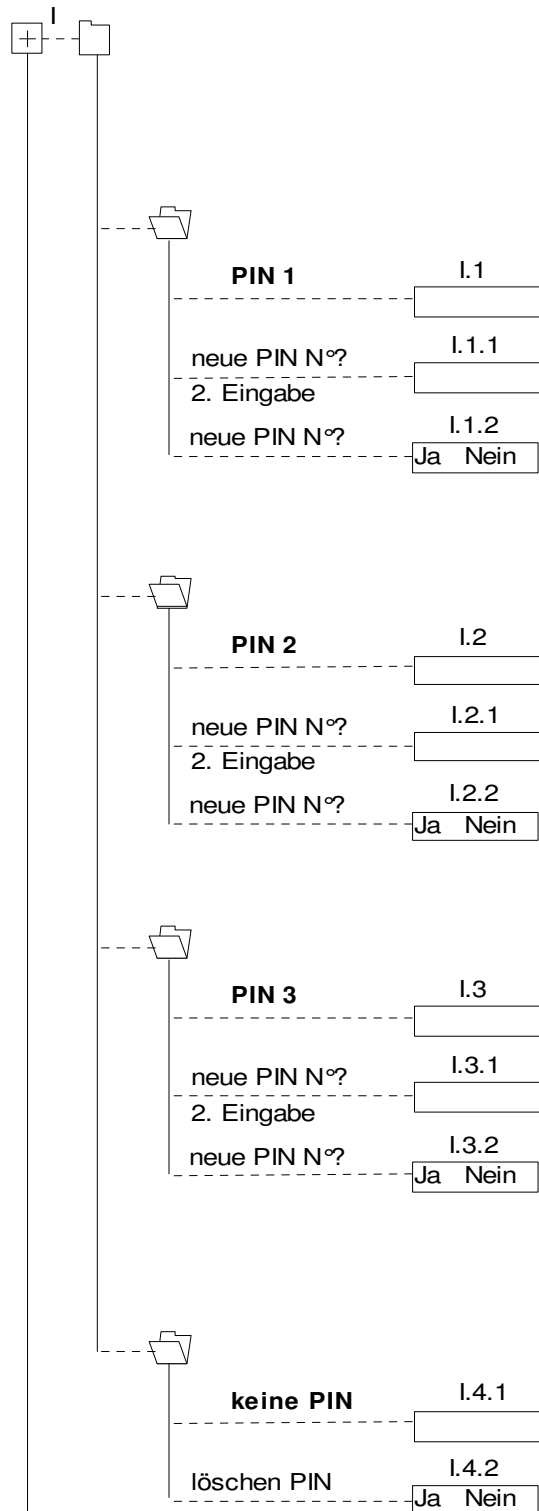 I
PIN 1 I.1
neue PIN N°? I.1.1
2. Eingabe
neue PIN N°? I.1.2
Ja Nein
PIN 2 I.2
neue PIN N°? I.2.1
2. Eingabe
neue PIN N°? I.2.2
Ja Nein
PIN 3 I.3
neue PIN N°? I.3.1
2. Eingabe
neue PIN N°? I.3.2
Ja Nein
keine PIN I.4.1
löschen PIN I.4.2
Ja Nein